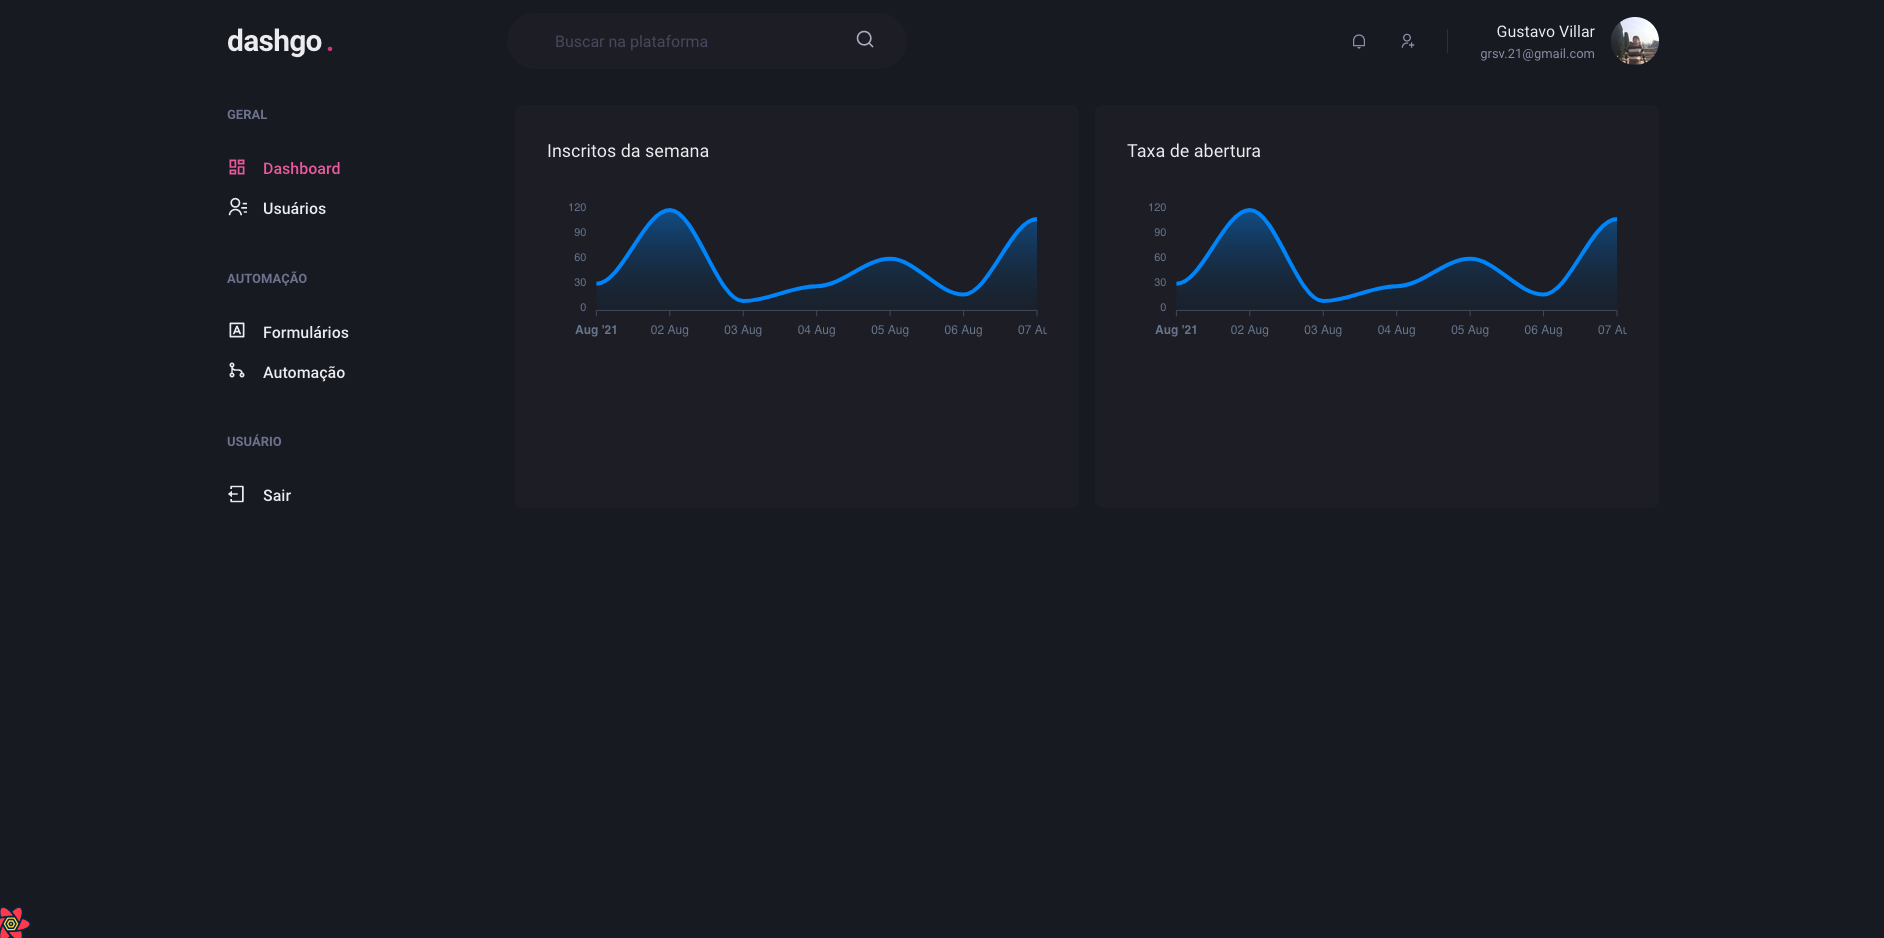 dashgo.
Buscar na plataforma
Gustavo Villar
grsv.21@gmail.com
GERAL
Dashboard
Usuários
AUTOMAÇÃO
Formulários
Automação
USUÁRIO
Sair
Inscritos da semana
120
90
60
30
0
Aug '21 02 Aug 03 Aug 04 Aug 05 Aug 06 Aug 07 Au
Taxa de abertura
120
90
60
30
0
Aug '21 02 Aug 03 Aug 04 Aug 05 Aug 06 Aug 07 Au